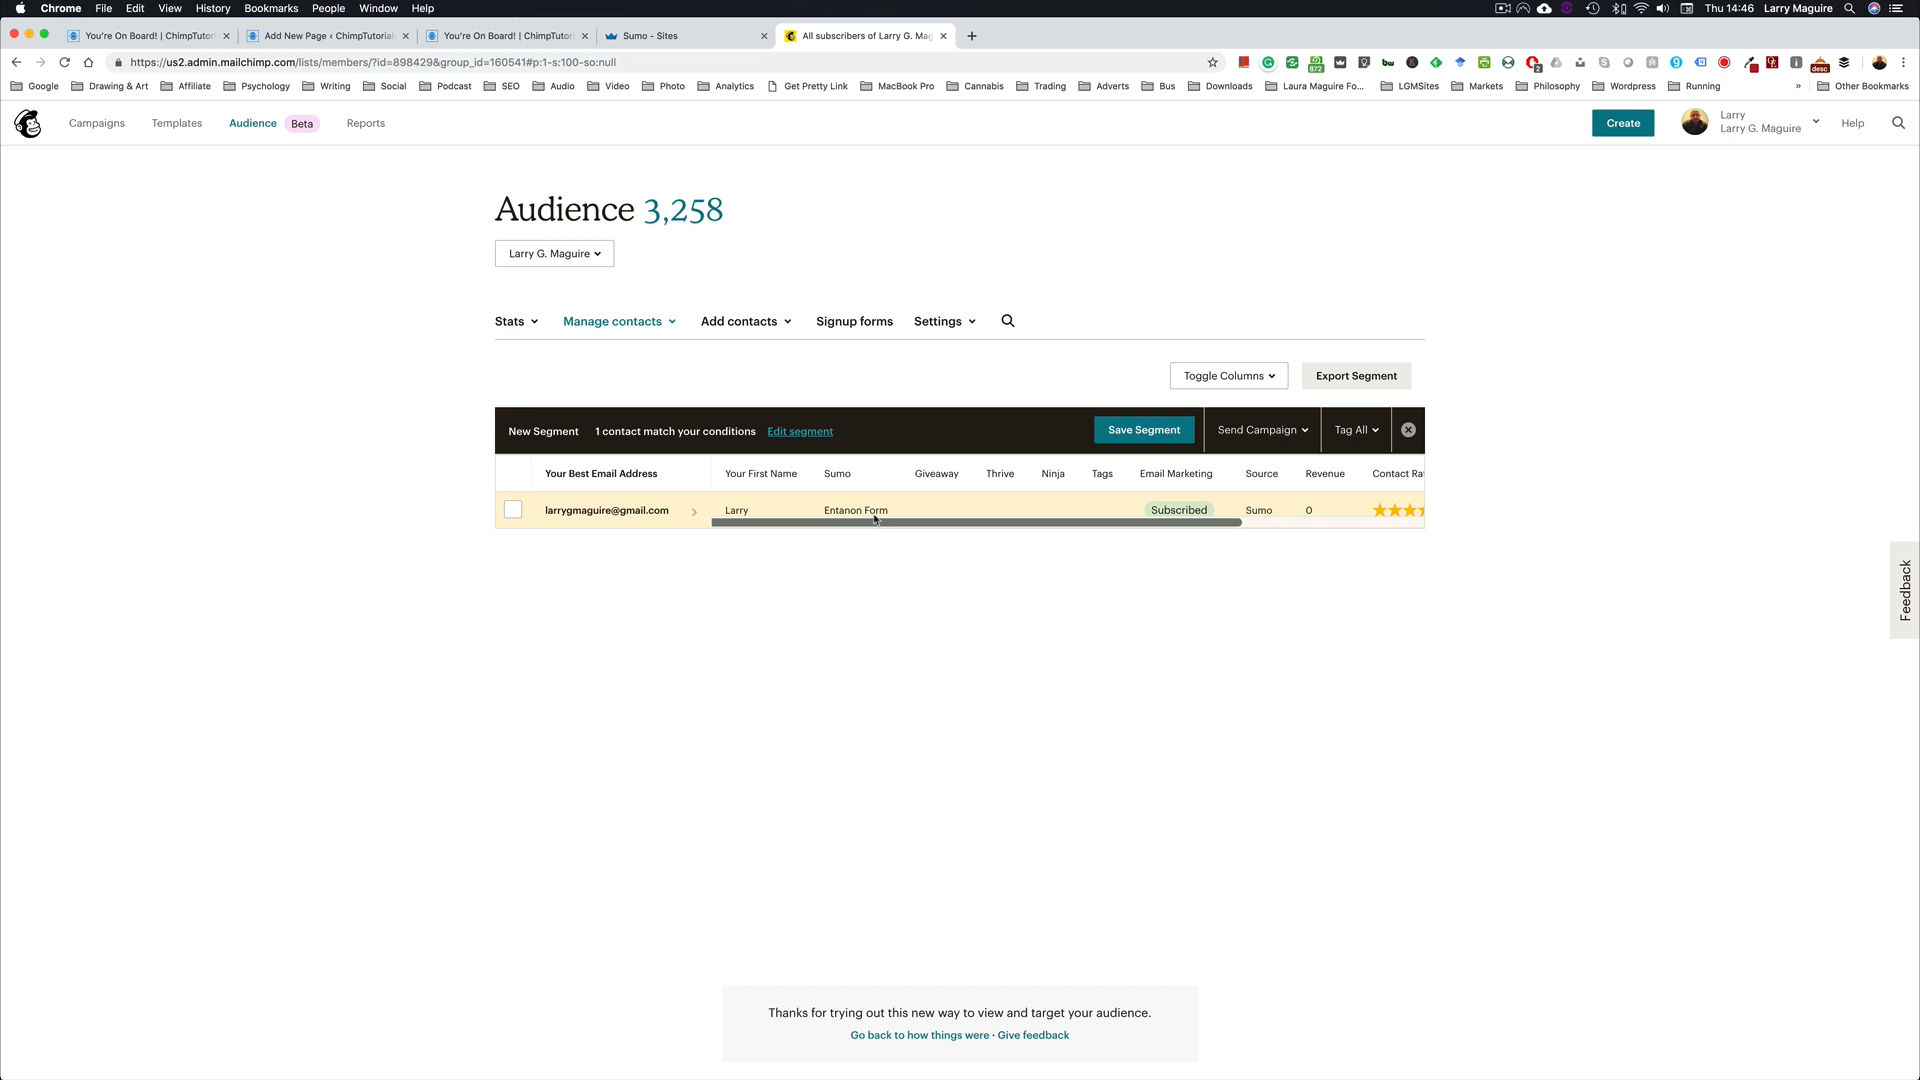 Chrome File Edit View History Bookmarks People Window Help Thu 14:46 Larry Maguire
You're On Board! | ChimpTutori Add New Page ‹ ChimpTutorial You're On Board! | ChimpTutori Sumo - Sites All subscribers of Larry G. Mag
https://us2.admin.mailchimp.com/lists/members/?id=898429&group_id=160541#p:1-s:100-so:null
872 2 desc
Google Drawing & Art Affiliate Psychology Writing Social Podcast SEO Audio Video Photo Analytics Get Pretty Link MacBook Pro Cannabis Trading Adverts Bus Downloads Laura Maguire Fo... LGMSites Markets Philosophy Wordpress Running » Other Bookmarks
Campaigns Templates Audience Beta Reports Create Larry Help
Larry G. Maguire
Audience 3,258
Larry G. Maguire
Stats Manage contacts Add contacts Signup forms Settings
Toggle Columns Export Segment
New Segment 1 contact match your conditions Edit segment Save Segment Send Campaign Tag All
Your Best Email Address Your First Name Sumo Giveaway Thrive Ninja Tags Email Marketing Source Revenue Contact Ra
larrygmaguire@gmail.com Larry Entanon Form Subscribed Sumo 0
Feedback
Thanks for trying out this new way to view and target your audience.
Go back to how things were · Give feedback